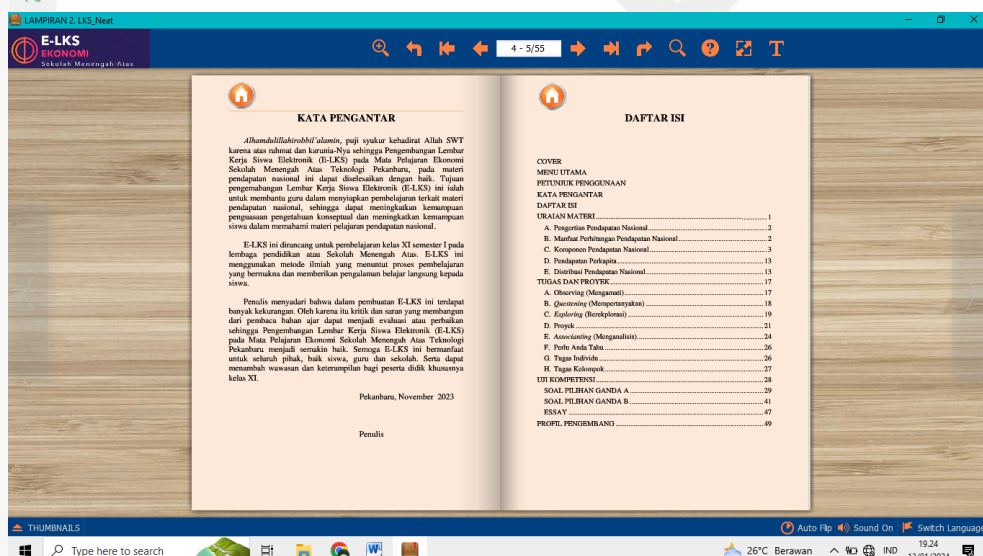 LAMPIRAN 2. LKS_Neat
E-LKS
EKONOMI
Sekolah Menengah Atas
4 - 5/55
KATA PENGANTAR
Alhamdulillahirobbil'alamin, puji syukur kehadirat Allah SWT
karena atas rahmat dan karunia-Nya sehingga Pengembangan Lembar
Kerja Siswa Elektronik (E-LKS) pada Mata Pelajaran Ekonomi
Sekolah Menengah Atas Teknologi Pekanbaru, pada materi
pendapatan nasional ini dapat diselesaikan dengan baik. Tujuan
pengemabangan Lembar Kerja Siswa Elektronik (E-LKS) ini ialah
untuk membantu guru dalam menyiapkan pembelajaran terkait materi
pendapatan nasional, sehingga dapat meningkatkan kemampuan
penguasaan pengetahuan konseptual dan meningkatkan kemampuan
siswa dalam memahami materi pelajaran pendapatan nasional.
E-LKS ini dirancang untuk pembelajaran kelas XI semester I pada
lembaga pendidikan atau Sekolah Menengah Atas. E-LKS ini
menggunakan metode ilmiah yang menuntut proses pembelajaran
yang bermakna dan memberikan pengalaman belajar langsung kepada
siswa.
Penulis menyadari bahwa dalam pembuatan E-LKS ini terdapat
banyak kekurangan. Oleh karena itu kritik dan saran yang membangun
dari pembaca bahan ajar dapat menjadi evaluasi atau perbaikan
sehingga Pengembangan Lembar Kerja Siswa Elektronik (E-LKS)
pada Mata Pelajaran Ekonomi Sekolah Menengah Atas Teknologi
Pekanbaru menjadi semakin baik. Semoga E-LKS ini bermanfaat
untuk seluruh pihak, baik siswa, guru dan sekolah. Serta dapat
menambah wawasan dan keterampilan bagi peserta didik khususnya
kelas XI.
Pekanbaru, November 2023
Penulis
DAFTAR ISI
COVER
MENU UTAMA
PETUNJUK PENGGUNAAN
KATA PENGANTAR
DAFTAR ISI
URAIAN MATERI 1
A. Pengertian Pendapatan Nasional 2
B. Manfaat Perhitungan Pendapatan Nasional 2
C. Komponen Pendapatan Nasional 3
D. Pendapatan Perkapita 13
E. Distribusi Pendapatan Nasional 13
TUGAS DAN PROYEK 17
A. Observing (Mengamati) 17
B. Questening (Mempertanyakan) 18
C. Exploring (Berekplorasi) 19
D. Proyek 21
E. Associanting (Menganalisis) 24
F. Perlu Anda Tahu 26
G. Tugas Individu 26
H. Tugas Kelompok 27
UJI KOMPETENSI 28
SOAL PILIHAN GANDA A 29
SOAL PILIHAN GANDA B 41
ESSAY 47
PROFIL PENGEMBANG 49
THUMBNAILS
Auto Flip Sound On Switch Language
Type here to search
26°C Berawan IND 19.24